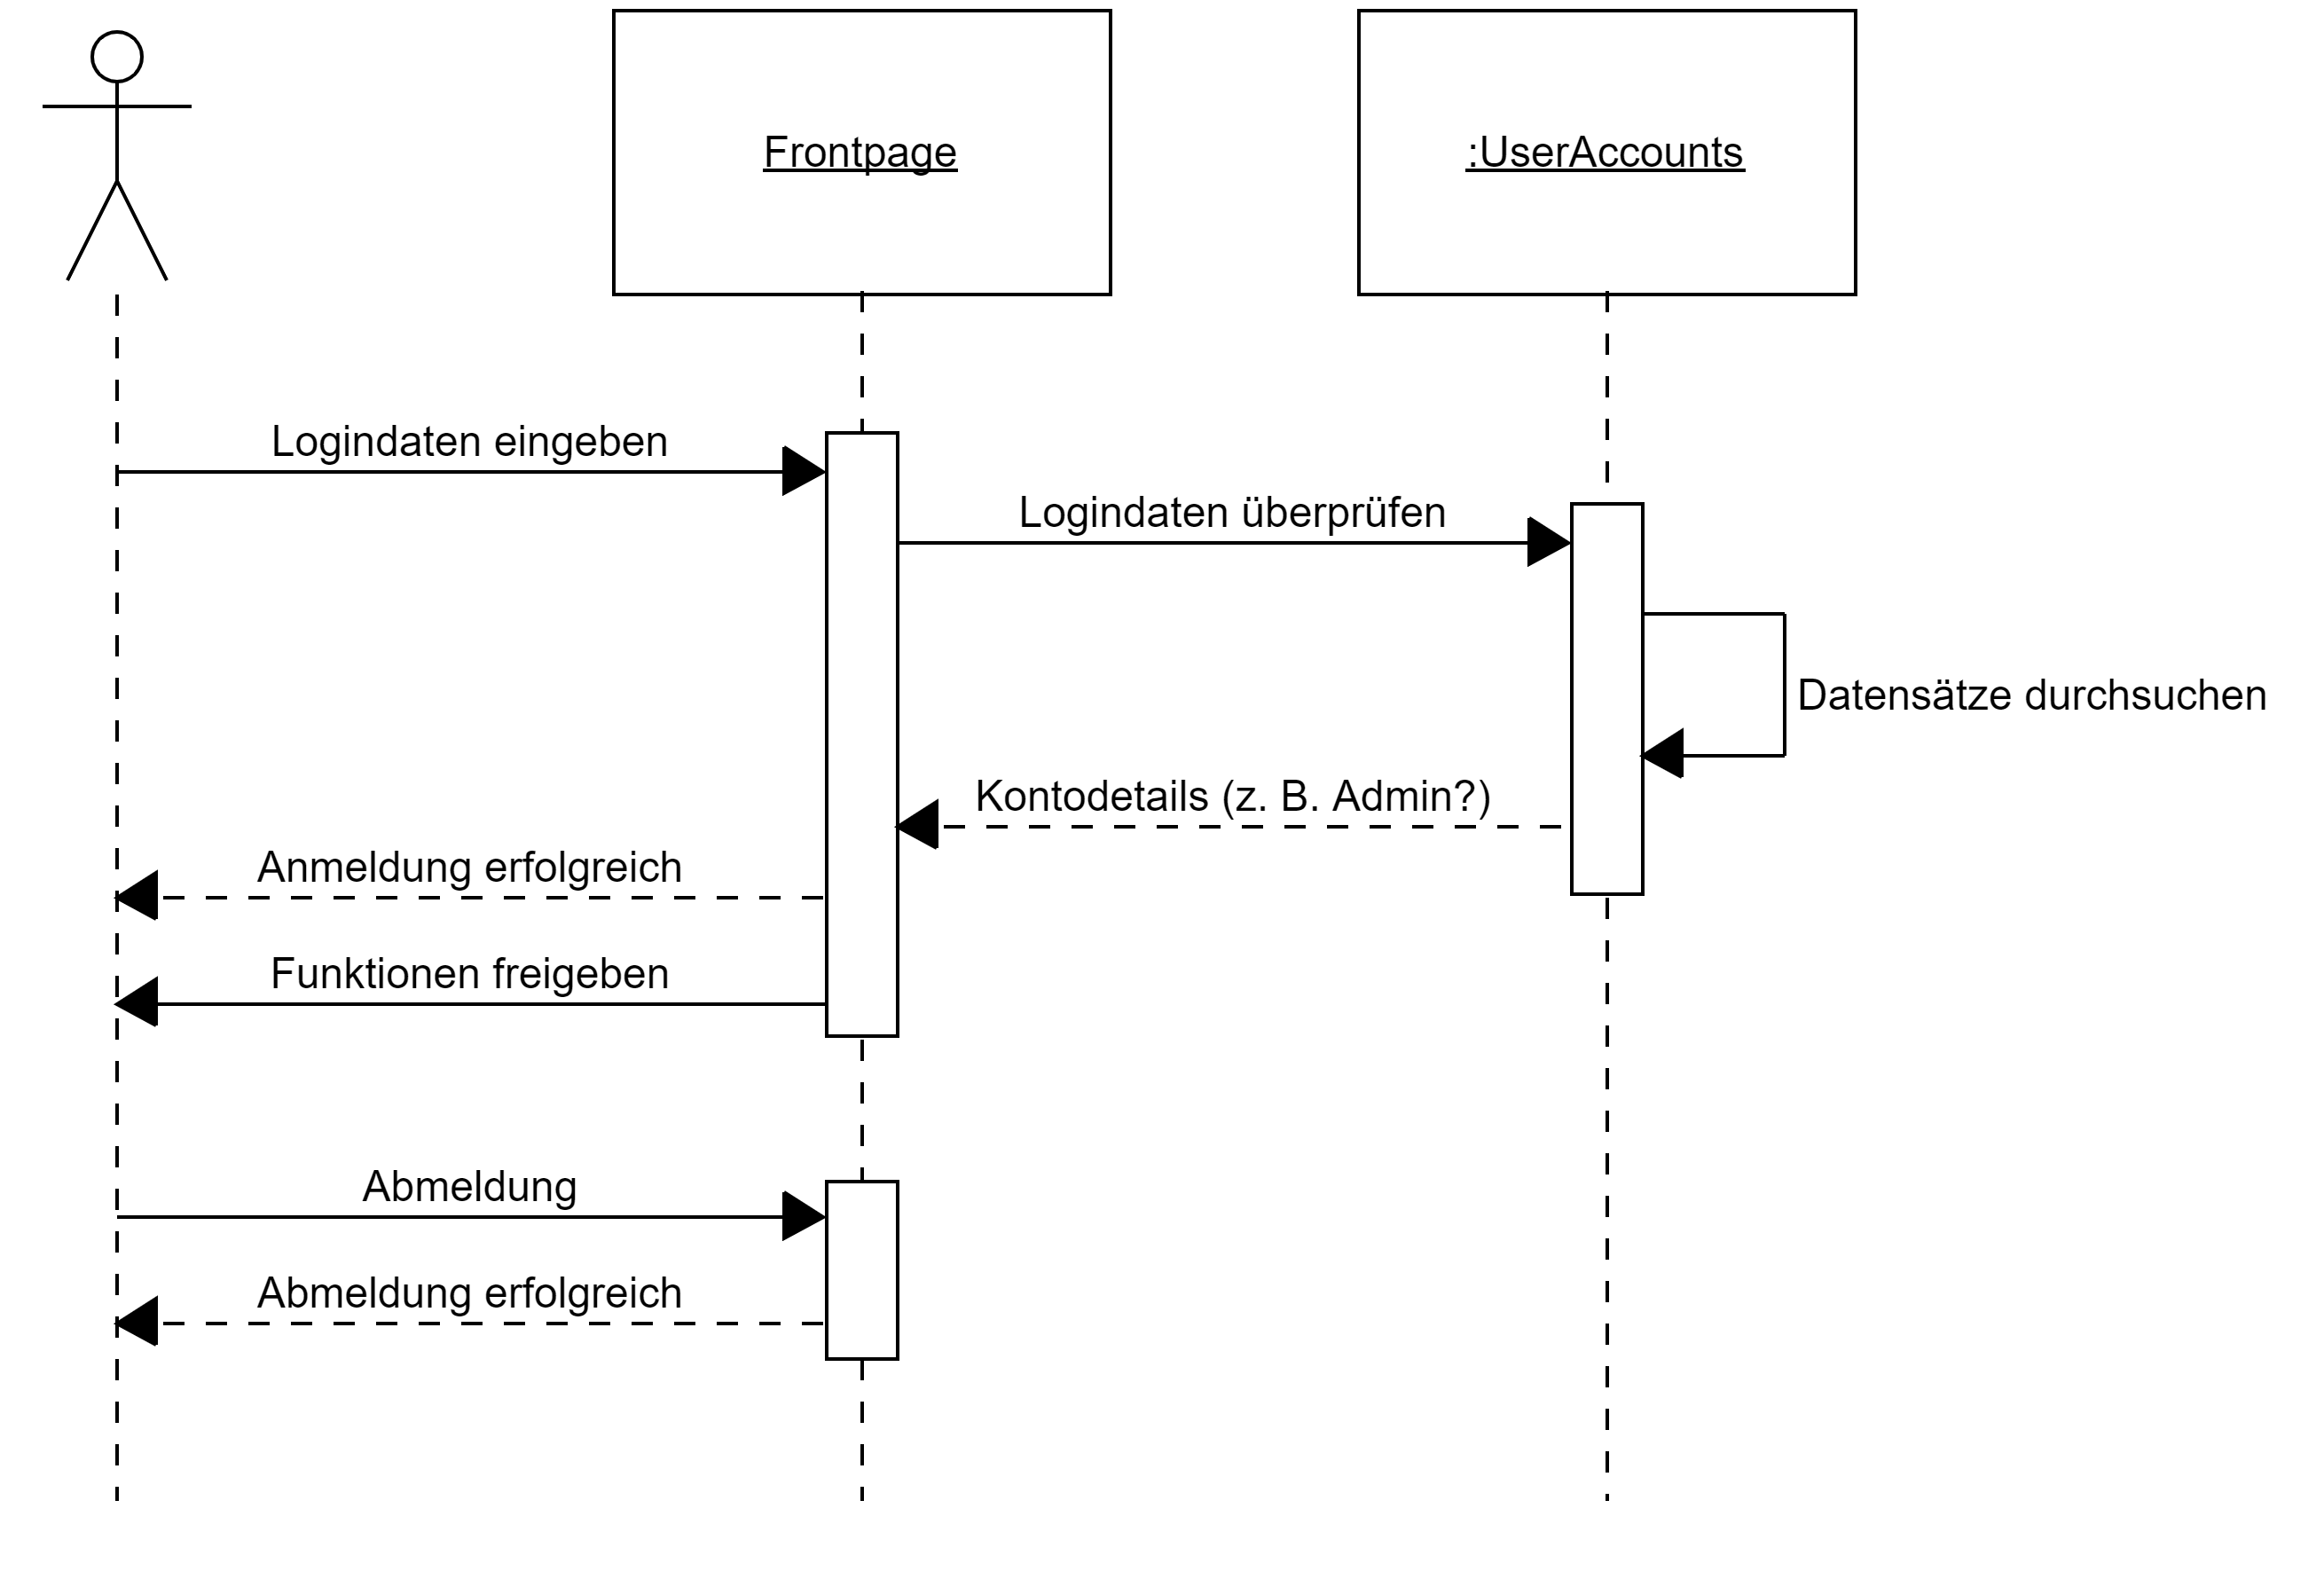 Frontpage
:UserAccounts
Logindaten eingeben
Logindaten überprüfen
Datensätze durchsuchen
Kontodetails (z. B. Admin?)
Anmeldung erfolgreich
Funktionen freigeben
Abmeldung
Abmeldung erfolgreich